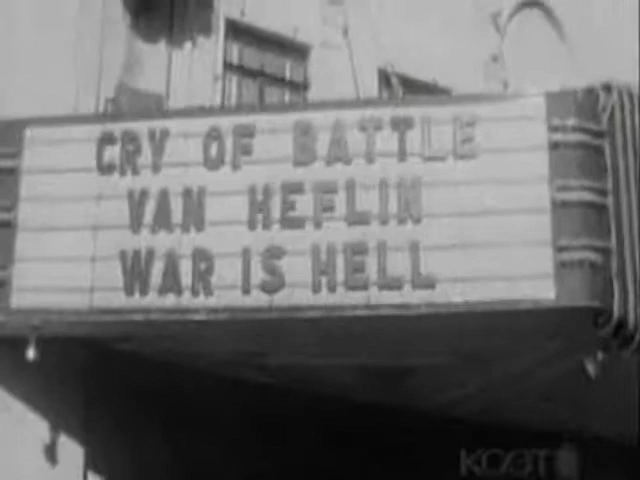 CRY OF BATTLE
VAN HEFLIN
WAR IS HELL
KCET